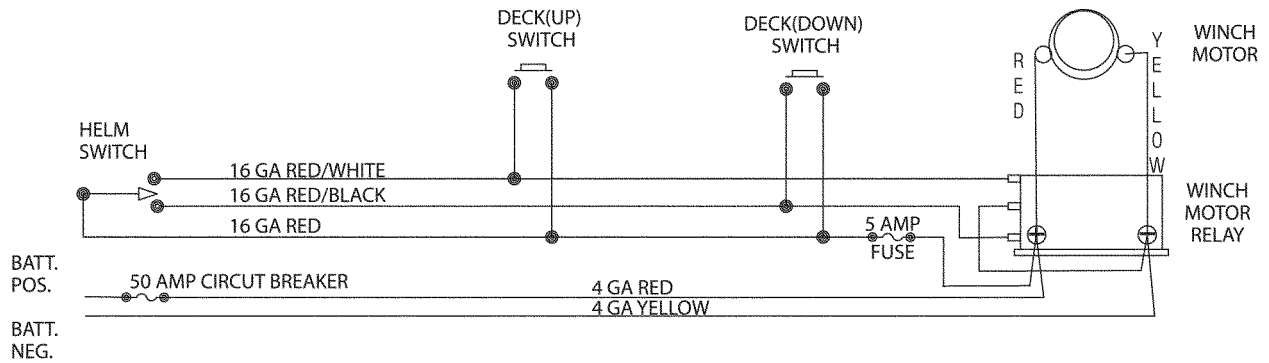 DECK(UP)
SWITCH
DECK(DOWN)
SWITCH
RED
YELLOW
WINCH
MOTOR
HELM
SWITCH
16 GA RED/WHITE
16 GA RED/BLACK
16 GA RED
5 AMP
FUSE
WINCH
MOTOR
RELAY
BATT.
POS.
50 AMP CIRCUT BREAKER
4 GA RED
4 GA YELLOW
BATT.
NEG.